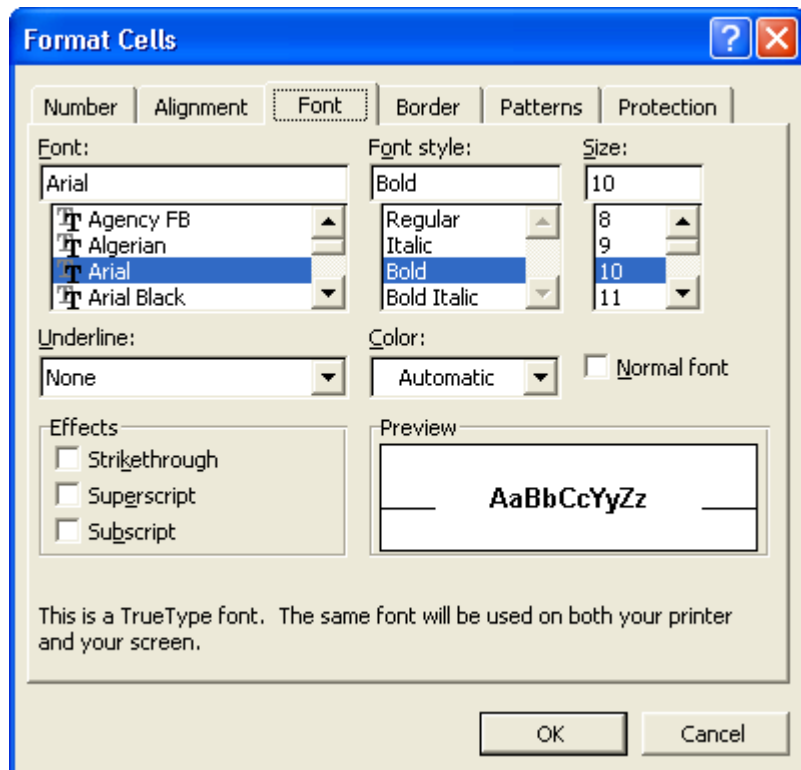 Format Cells
?
Number Alignment Font Border Patterns Protection
Font: Font style: Size:
Arial Bold 10
Agency FB Regular 8
Algerian Italic 9
Arial Bold 10
Arial Black Bold Italic 11
Underline: Color:
None Automatic Normal font
Effects Preview
Strikethrough
Superscript AaBbCcYyZz
Subscript
This is a TrueType font. The same font will be used on both your printer
and your screen.
OK Cancel